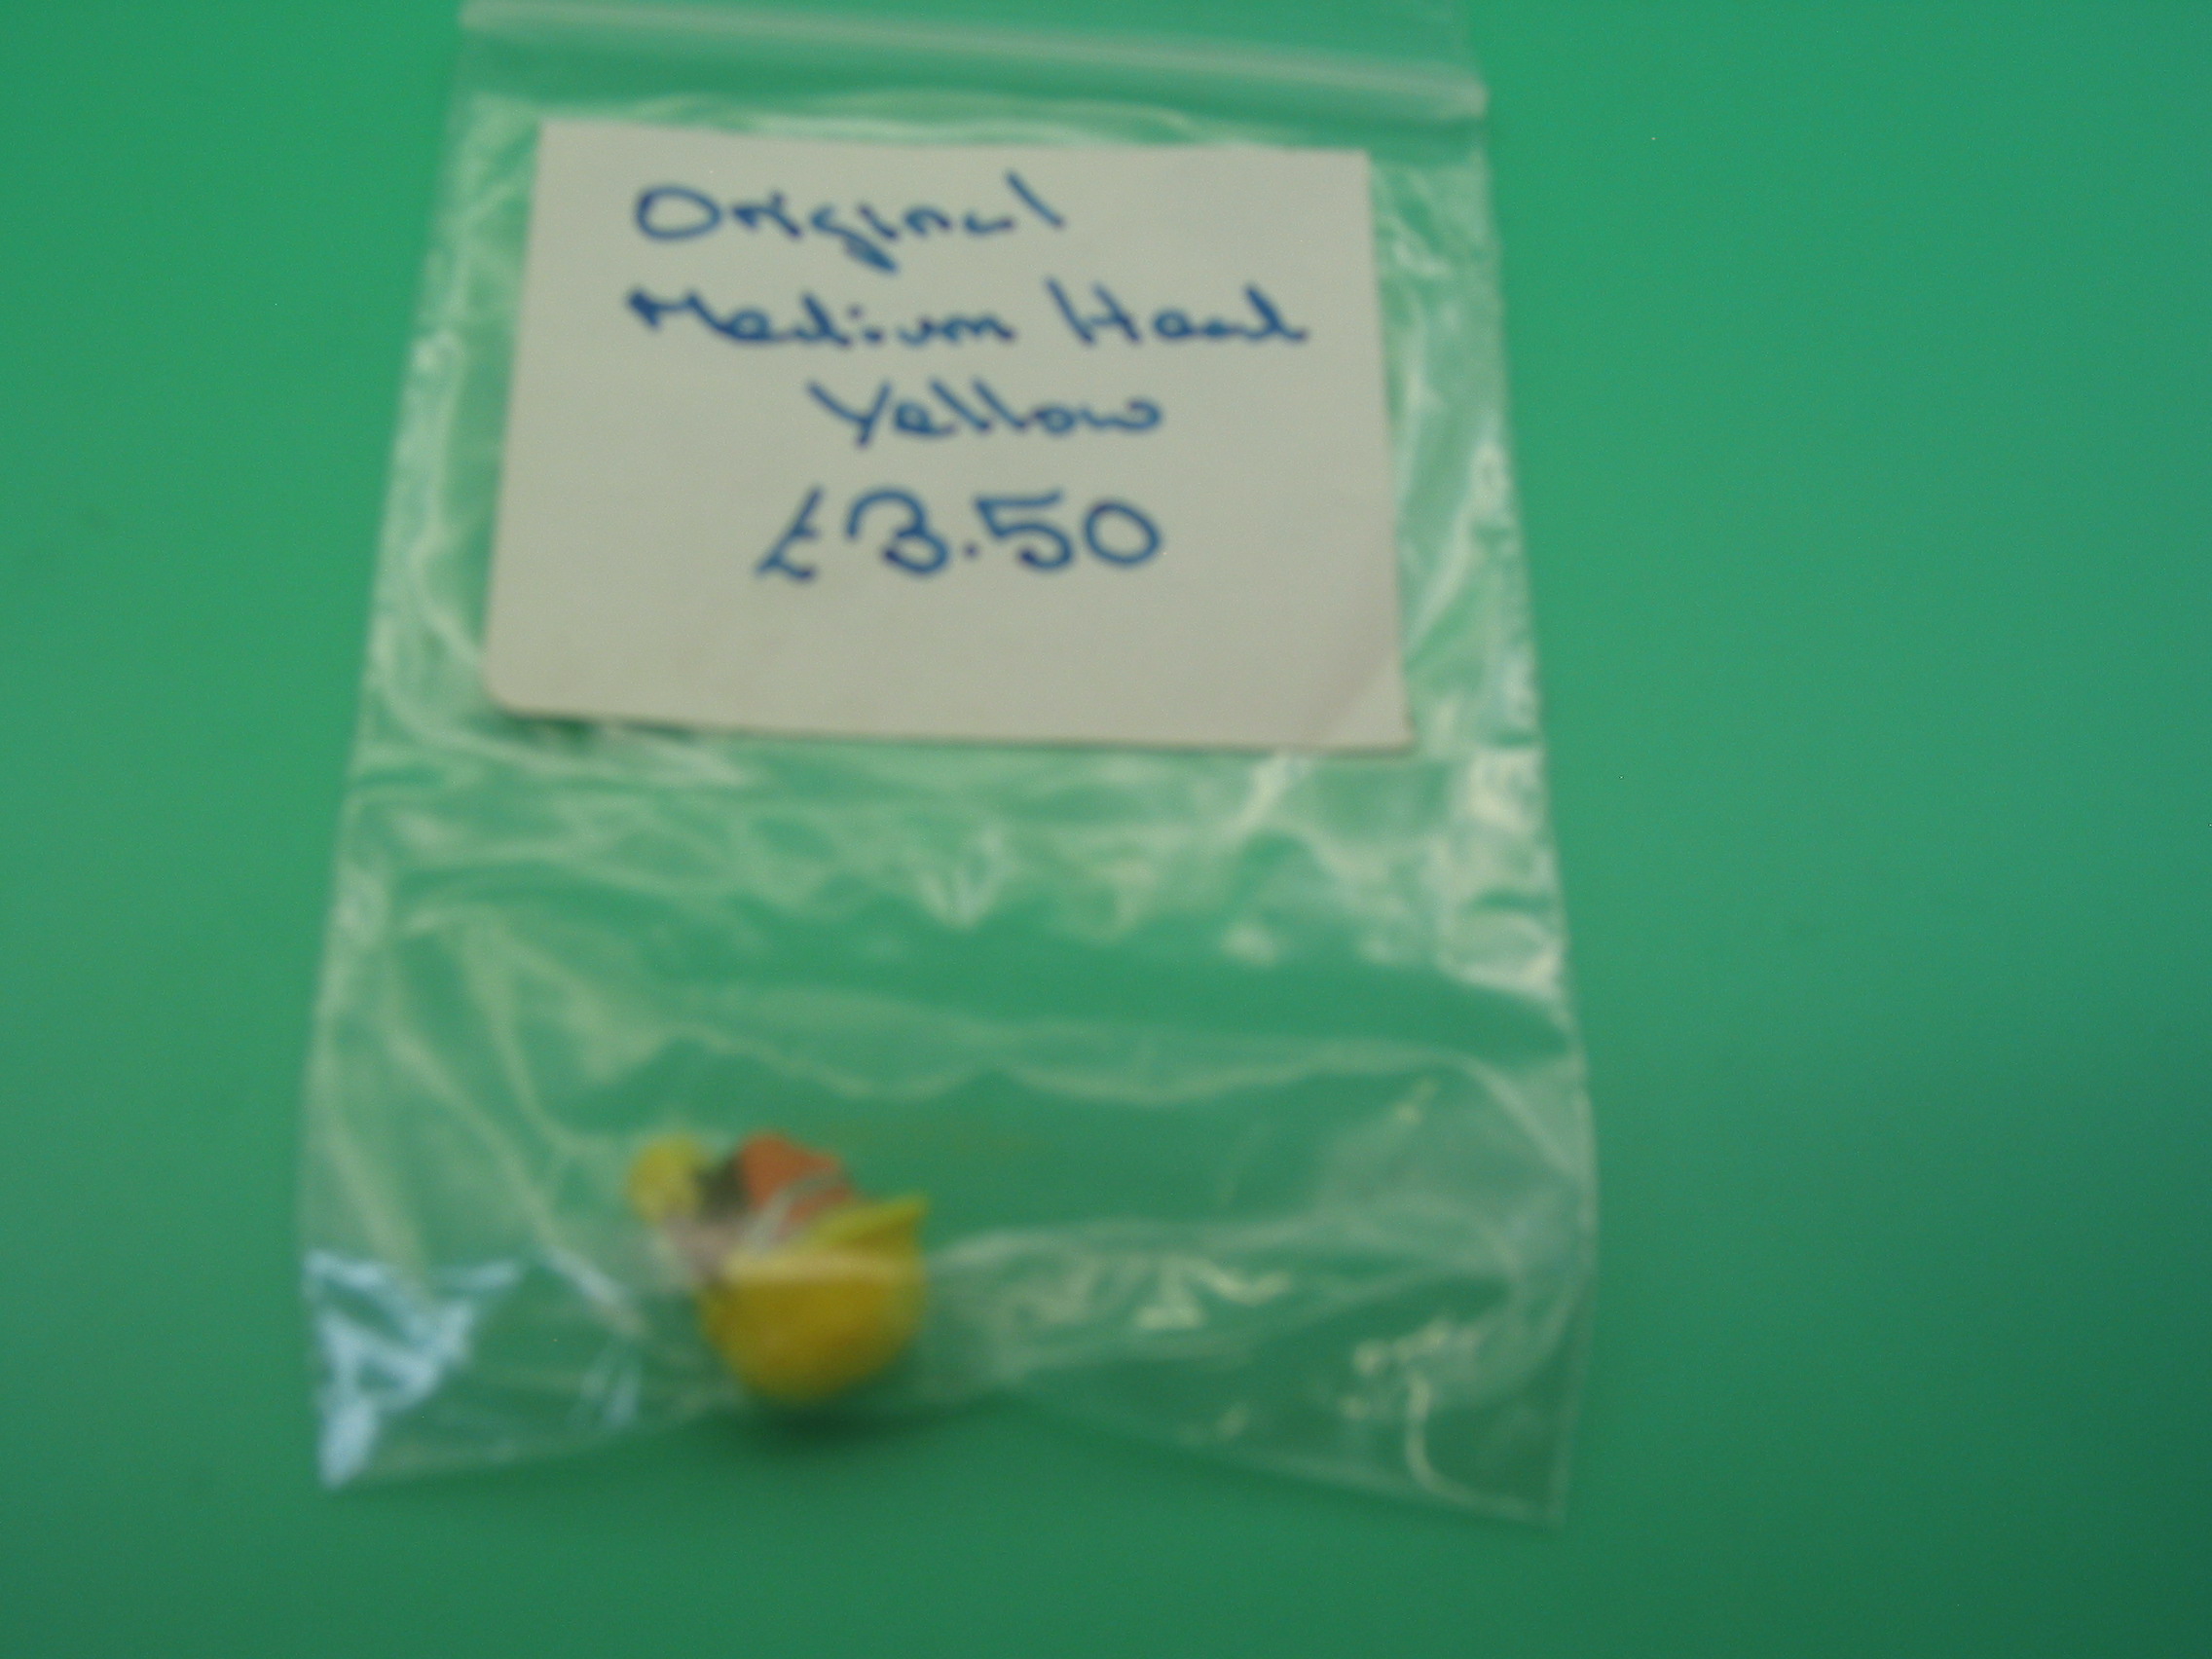 Original
Medium Head
Yellow
£3.50